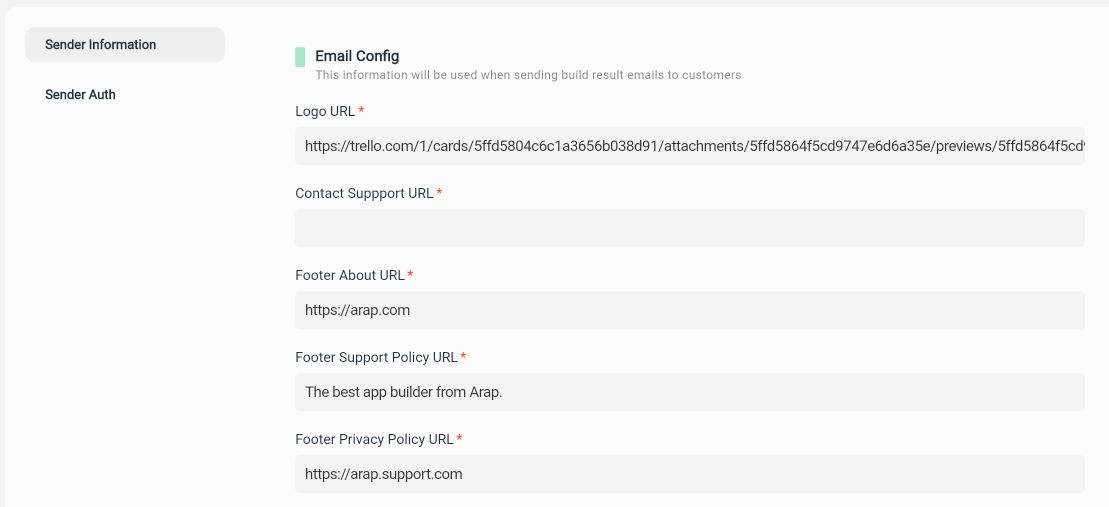 Sender Information
Sender Auth
Email Config
This information will be used when sending build result emails to customers
Logo URL *
https://trello.com/1/cards/5ffd5804c6c1a3656b038d91/attachments/5ffd5864f5cd9747e6d6a35e/previews/5ffd5864f5cd
Contact Suppport URL *
Footer About URL *
https://arap.com
Footer Support Policy URL *
The best app builder from Arap.
Footer Privacy Policy URL *
https://arap.support.com